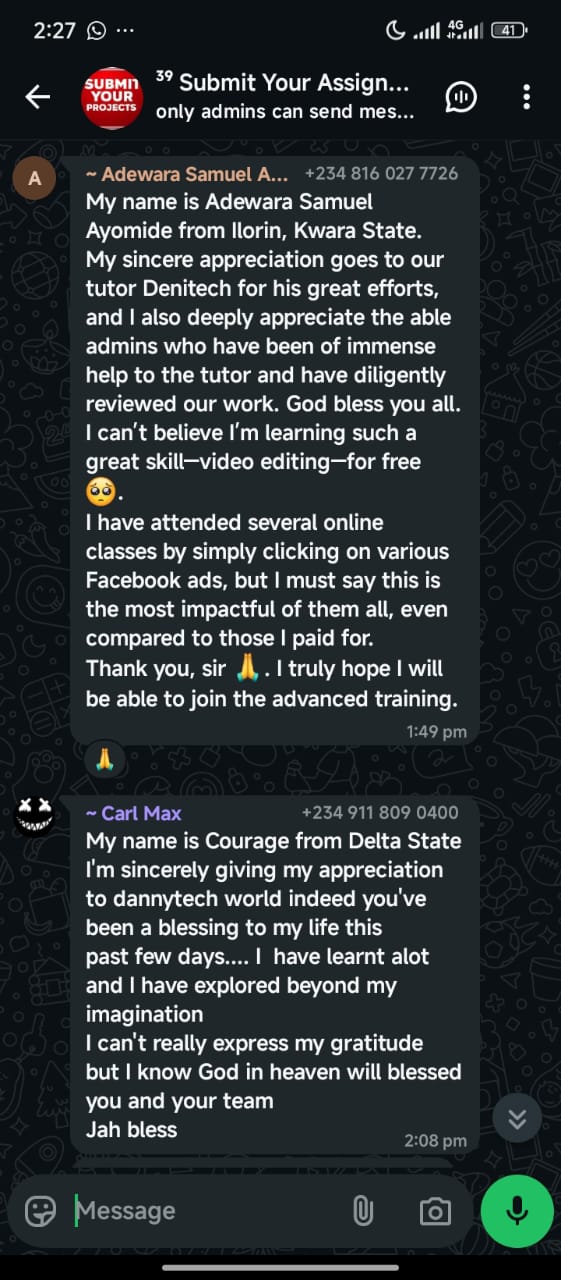 2:27
4G
41
SUBMIT
YOUR
PROJECTS
³⁹ Submit Your Assign...
only admins can send mes...
A
~ Adewara Samuel A... +234 816 027 7726
My name is Adewara Samuel
Ayomide from Ilorin, Kwara State.
My sincere appreciation goes to our
tutor Denitech for his great efforts,
and I also deeply appreciate the able
admins who have been of immense
help to the tutor and have diligently
reviewed our work. God bless you all.
I can't believe I'm learning such a
great skill—video editing—for free
🥺.
I have attended several online
classes by simply clicking on various
Facebook ads, but I must say this is
the most impactful of them all, even
compared to those I paid for.
Thank you, sir 🙏. I truly hope I will
be able to join the advanced training.
1:49 pm
🙏
~ Carl Max +234 911 809 0400
My name is Courage from Delta State
I'm sincerely giving my appreciation
to dannytech world indeed you've
been a blessing to my life this
past few days.... I have learnt alot
and I have explored beyond my
imagination
I can't really express my gratitude
but I know God in heaven will blessed
you and your team
Jah bless
2:08 pm
Message